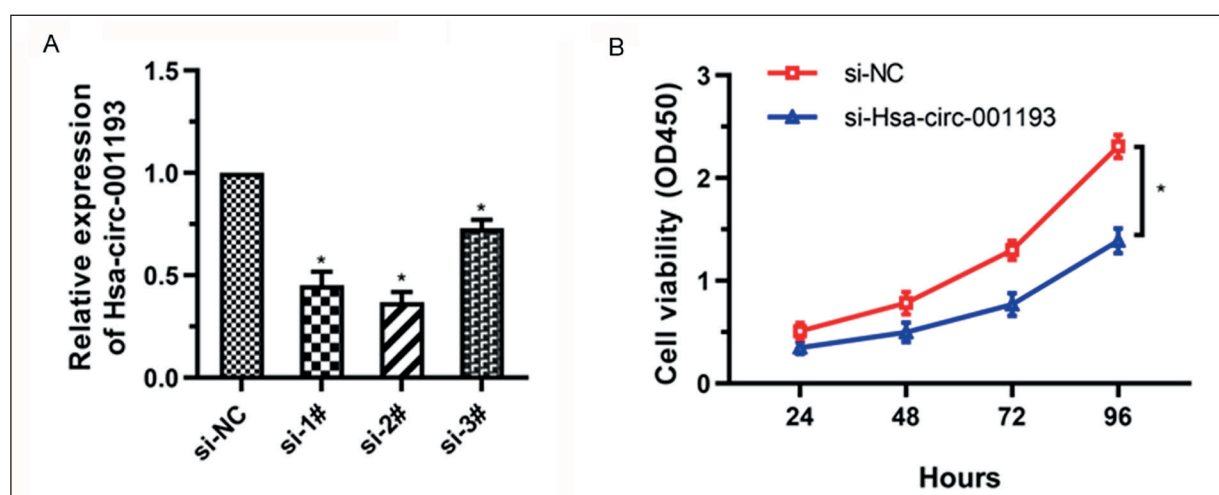 A
Relative expression
of Hsa-circ-001193
1.5
1.0
0.5
0.0
*
*
*
si-NC
si-1#
si-2#
si-3#
B
si-NC
si-Hsa-circ-001193
Cell viability (OD450)
3
2
1
0
*
24
48
72
96
Hours